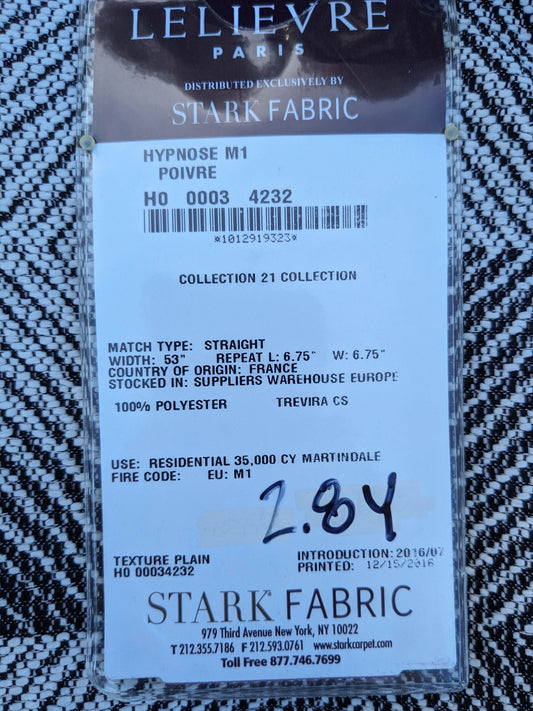 LELIEVRE
PARIS
DISTRIBUTED EXCLUSIVELY BY
STARK FABRIC
HYPNOSE M1
POIVRE
H0 0003 4232
*1012919323*
COLLECTION 21 COLLECTION
MATCH TYPE: STRAIGHT
WIDTH: 53" REPEAT L: 6.75" W: 6.75"
COUNTRY OF ORIGIN: FRANCE
STOCKED IN: SUPPLIERS WAREHOUSE EUROPE
100% POLYESTER TREVIRA CS
USE: RESIDENTIAL 35,000 CY MARTINDALE
FIRE CODE: EU: M1
2.8Y
TEXTURE PLAIN INTRODUCTION: 2016/07
H0 00034232 PRINTED: 12/15/2016
STARK FABRIC
979 Third Avenue New York, NY 10022
T 212.355.7186 F 212.593.0761 www.starkcarpet.com
Toll Free 877.746.7699